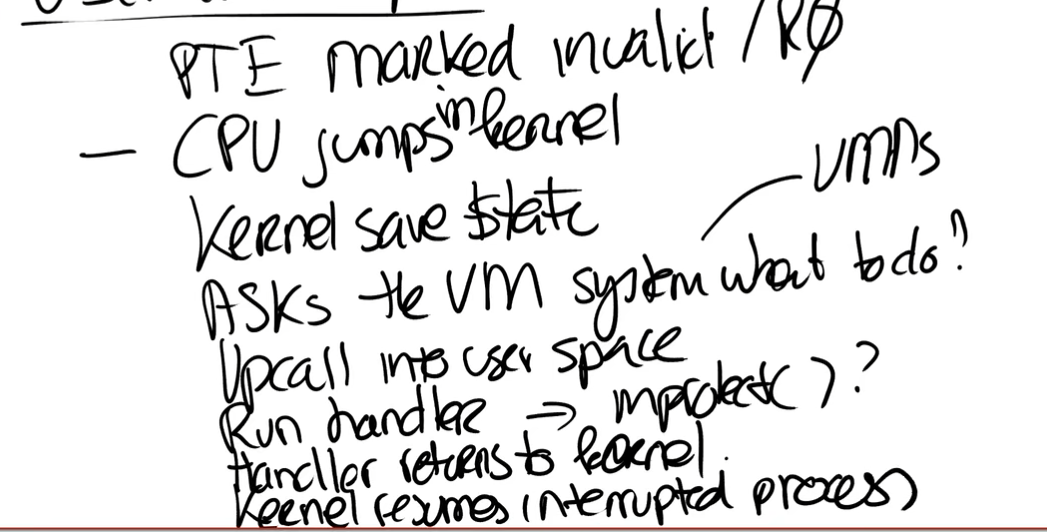 PTE marked invalid / RO
— CPU jumps in kernel
Kernel save state
VMAs
Asks the VM system what to do?
Upcall into user space
Run handler => mprotect( )?
Handler returns to kernel.
Kernel resumes interrupted process